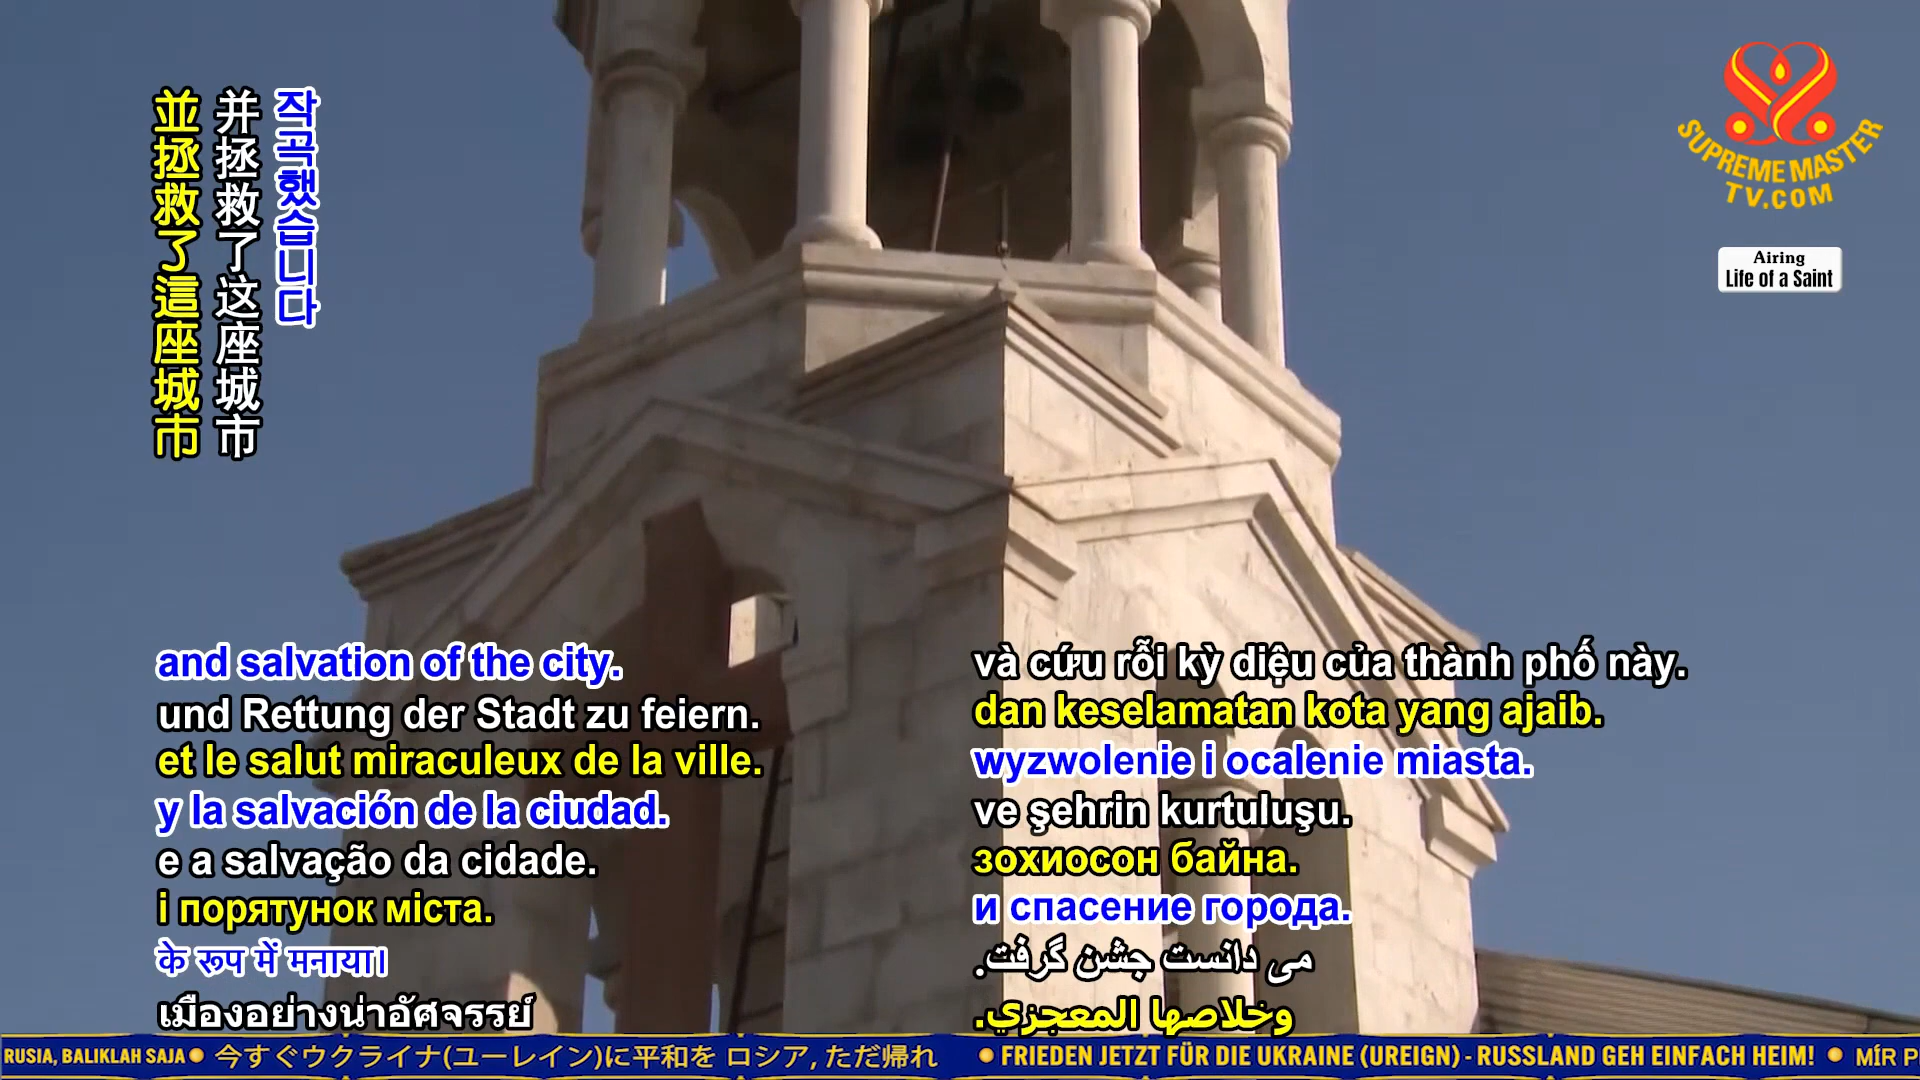 작곡했습니다
并拯救了这座城市
並拯救了這座城市
SUPREME MASTER
TV.COM
Airing
Life of a Saint
and salvation of the city.
und Rettung der Stadt zu feiern.
et le salut miraculeux de la ville.
y la salvación de la ciudad.
e a salvação da cidade.
і порятунок міста.
के रूप में मनाया।
เมืองอย่างน่าอัศจรรย์
và cứu rỗi kỳ diệu của thành phố này.
dan keselamatan kota yang ajaib.
wyzwolenie i ocalenie miasta.
ve şehrin kurtuluşu.
зохиосон байна.
и спасение города.
می دانست جشن گرفت.
وخلاصها المعجزي.
RUSIA, BALIKLAH SAJA 今すぐウクライナ(ユーレイン)に平和を ロシア, ただ帰れ FRIEDEN JETZT FÜR DIE UKRAINE (UREIGN) - RUSSLAND GEH EINFACH HEIM! MÍR P